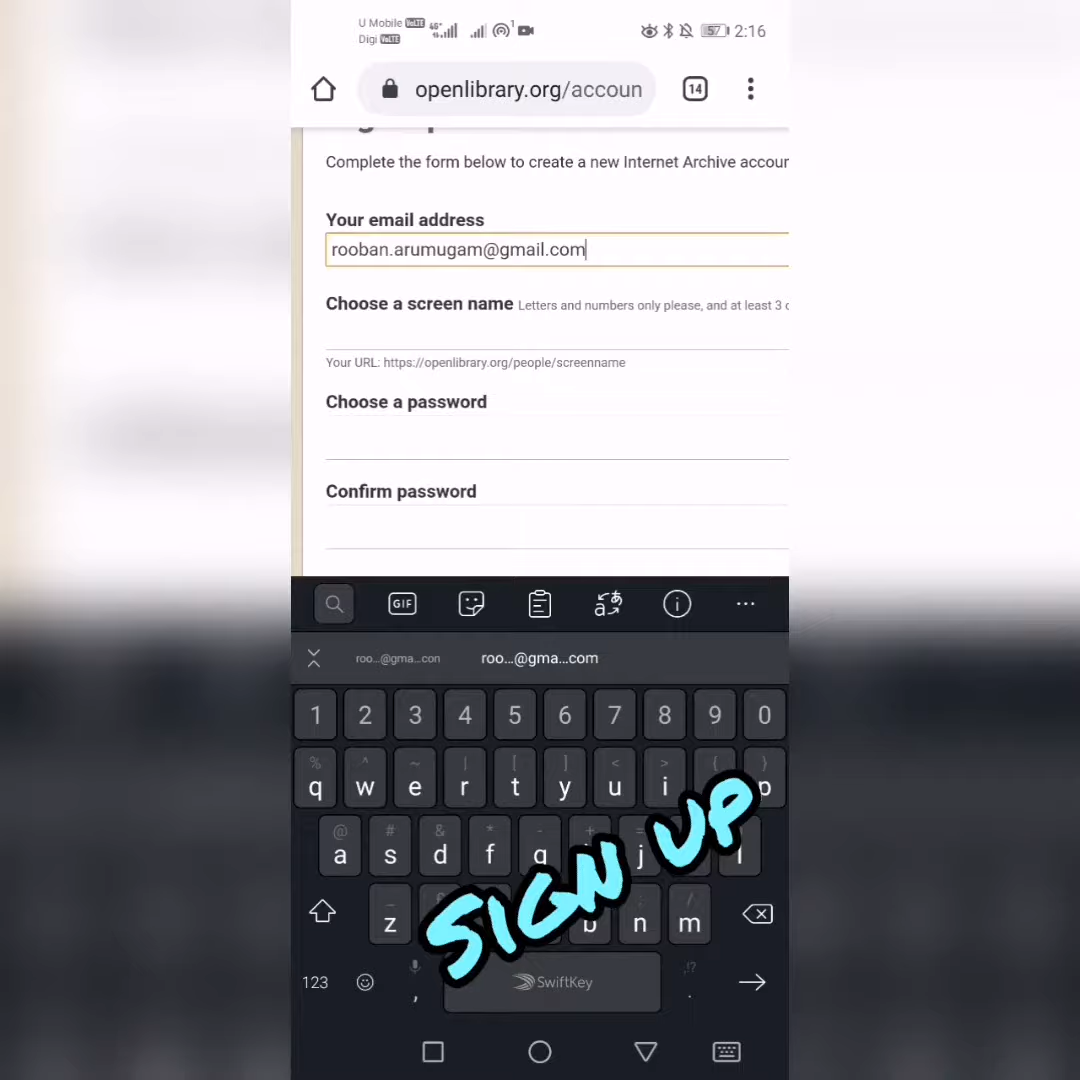 U Mobile VoLTE 4G+ 1 57 2:16
Digi VoLTE
openlibrary.org/accoun 14
Complete the form below to create a new Internet Archive accour
Your email address
rooban.arumugam@gmail.com
Choose a screen name Letters and numbers only please, and at least 3 c
Your URL: https://openlibrary.org/people/screenname
Choose a password
Confirm password
GIF
roo...@gma...con roo...@gma...com
1 2 3 4 5 6 7 8 9 0
% ^ ~ | [ ] < > { }
q w e r t y u i p
@ # & * - + =
a s d f g j l
z b n m
SIGN UP
123 , SwiftKey ,!? .